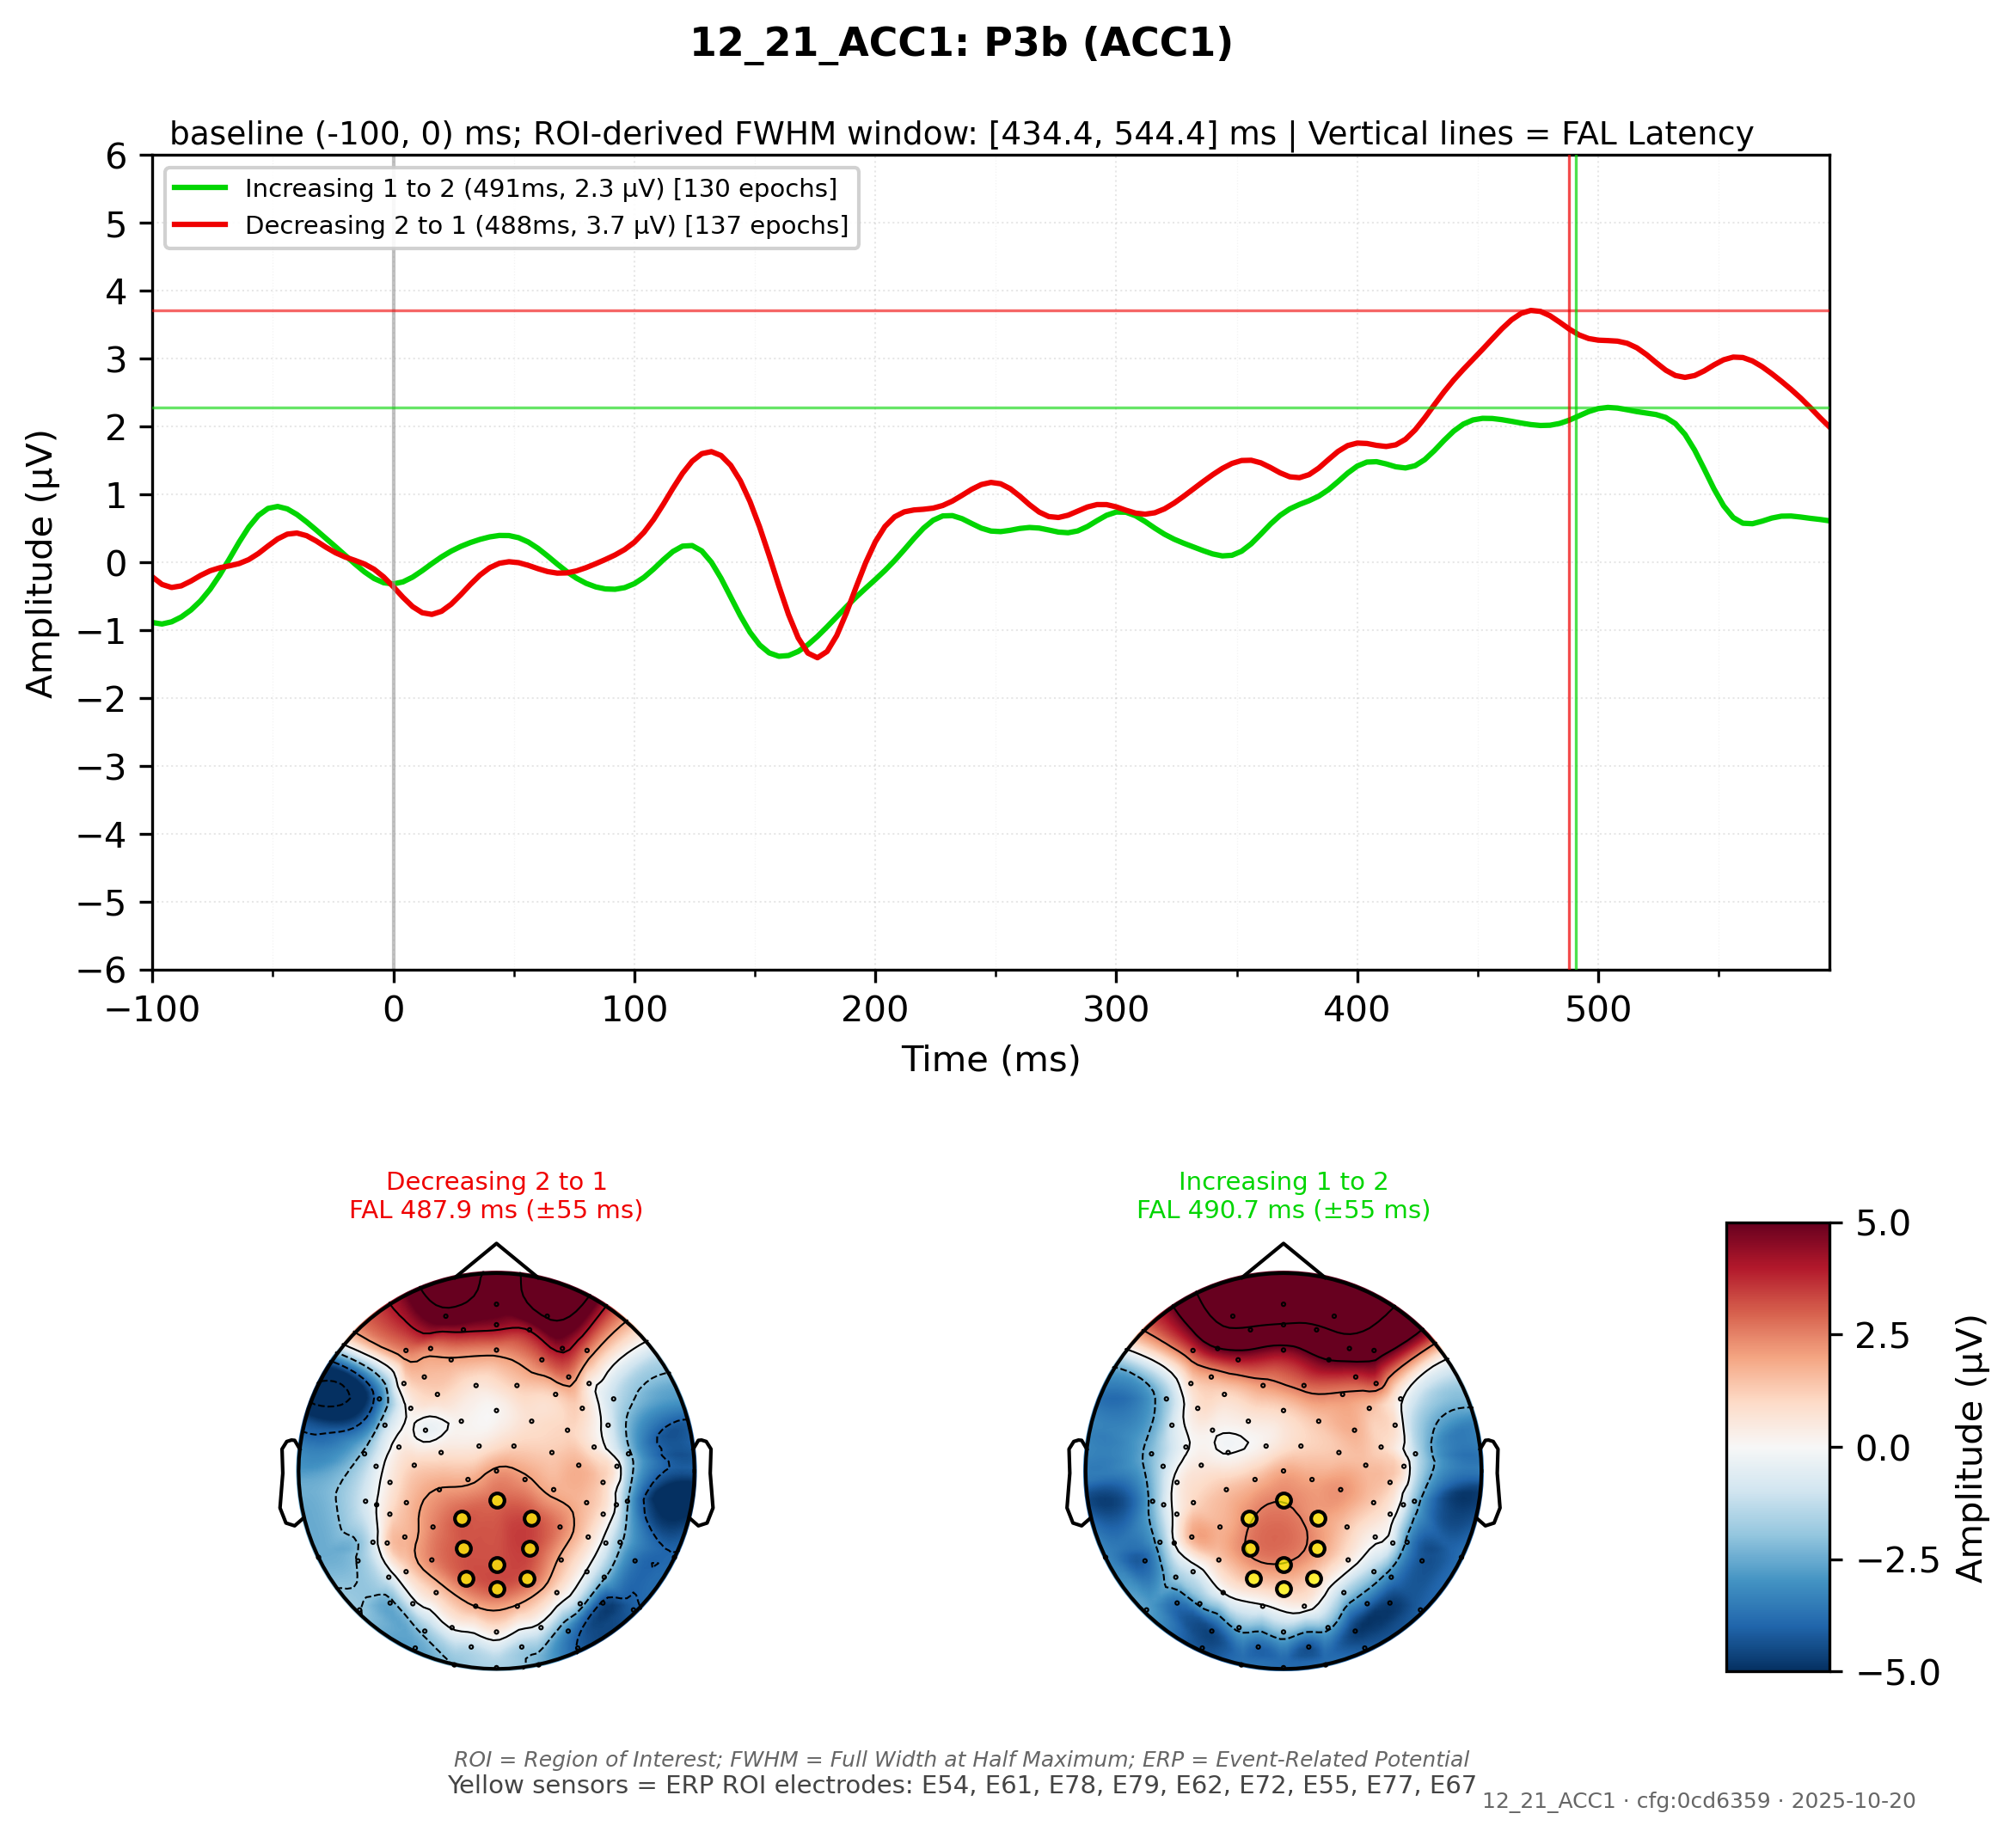 12_21_ACC1: P3b (ACC1)
baseline (-100, 0) ms; ROI-derived FWHM window: [434.4, 544.4] ms | Vertical lines = FAL Latency
Increasing 1 to 2 (491ms, 2.3 µV) [130 epochs]
Decreasing 2 to 1 (488ms, 3.7 µV) [137 epochs]
6
5
4
3
2
1
0
−1
−2
−3
−4
−5
−6
Amplitude (µV)
−100
0
100
200
300
400
500
Time (ms)
Decreasing 2 to 1
FAL 487.9 ms (±55 ms)
Increasing 1 to 2
FAL 490.7 ms (±55 ms)
5.0
2.5
0.0
−2.5
−5.0
Amplitude (µV)
ROI = Region of Interest; FWHM = Full Width at Half Maximum; ERP = Event-Related Potential
Yellow sensors = ERP ROI electrodes: E54, E61, E78, E79, E62, E72, E55, E77, E67
12_21_ACC1 · cfg:0cd6359 · 2025-10-20